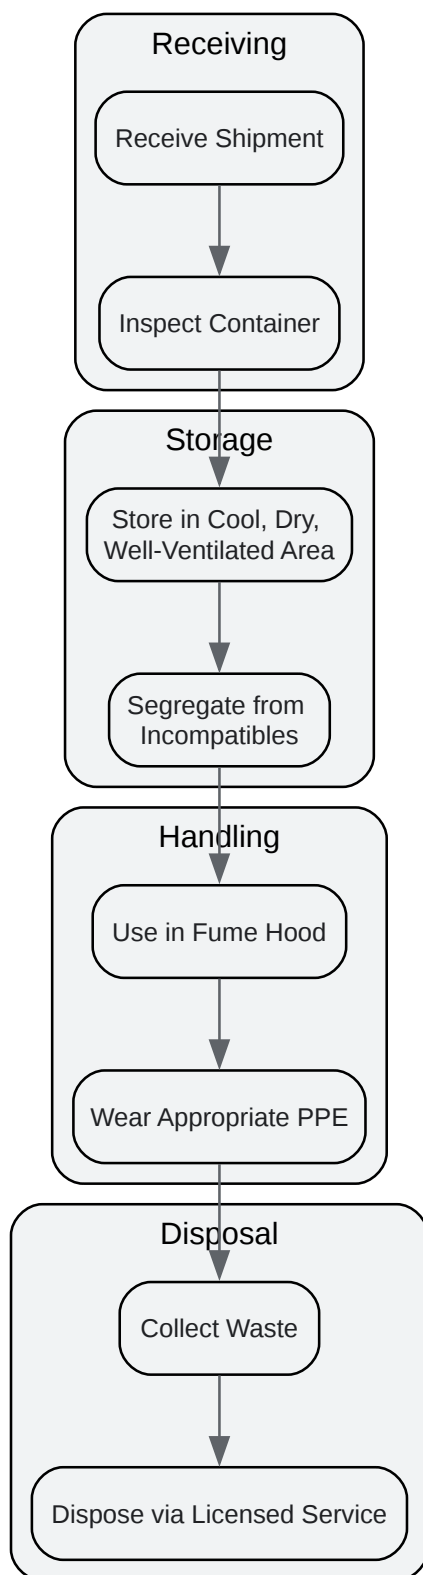 Receiving
Receive Shipment
Inspect Container
Storage
Store in Cool, Dry,
Well-Ventilated Area
Segregate from
Incompatibles
Handling
Use in Fume Hood
Wear Appropriate PPE
Disposal
Collect Waste
Dispose via Licensed Service